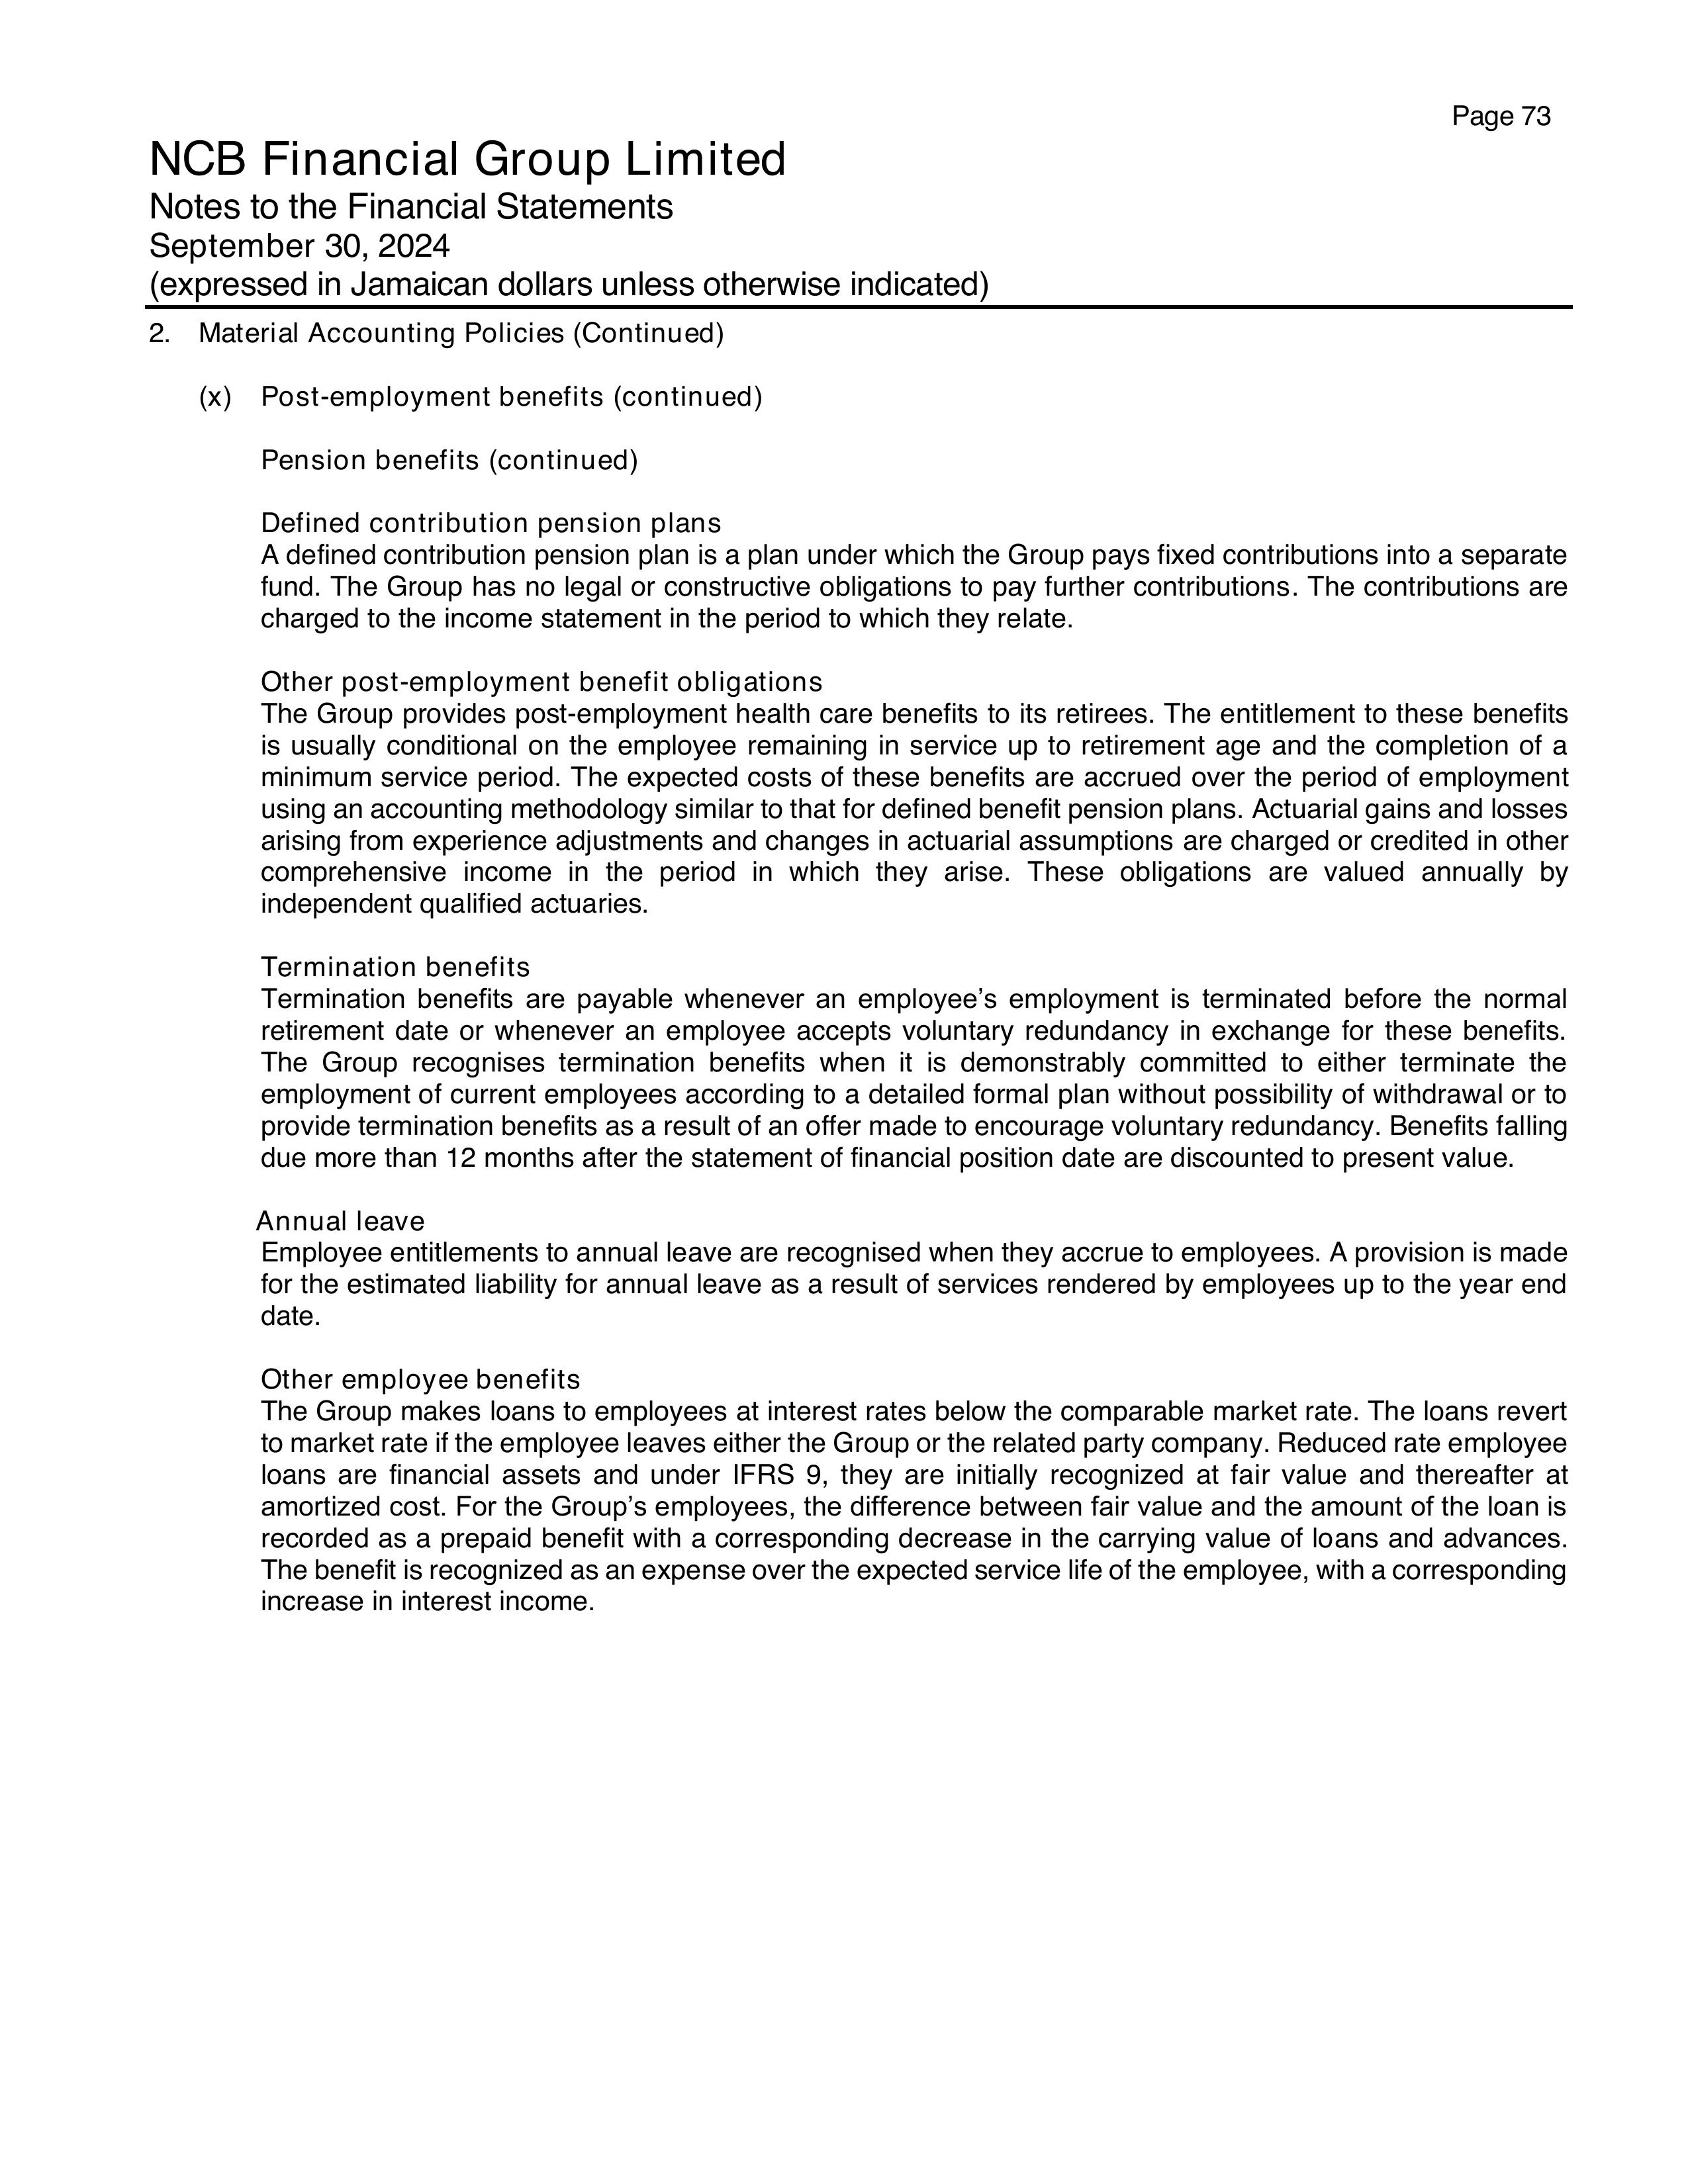 Page 73
NCB Financial Group Limited
Notes to the Financial Statements
September 30, 2024
(expressed in Jamaican dollars unless otherwise indicated)
2. Material Accounting Policies (Continued)
(x) Post-employment benefits (continued)
Pension benefits (continued)
Defined contribution pension plans
A defined contribution pension plan is a plan under which the Group pays fixed contributions into a separate
fund. The Group has no legal or constructive obligations to pay further contributions. The contributions are
charged to the income statement in the period to which they relate.
Other post-employment benefit obligations
The Group provides post-employment health care benefits to its retirees. The entitlement to these benefits
is usually conditional on the employee remaining in service up to retirement age and the completion of a
minimum service period. The expected costs of these benefits are accrued over the period of employment
using an accounting methodology similar to that for defined benefit pension plans. Actuarial gains and losses
arising from experience adjustments and changes in actuarial assumptions are charged or credited in other
comprehensive income in the period in which they arise. These obligations are valued annually by
independent qualified actuaries.
Termination benefits
Termination benefits are payable whenever an employee’s employment is terminated before the normal
retirement date or whenever an employee accepts voluntary redundancy in exchange for these benefits.
The Group recognises termination benefits when it is demonstrably committed to either terminate the
employment of current employees according to a detailed formal plan without possibility of withdrawal or to
provide termination benefits as a result of an offer made to encourage voluntary redundancy. Benefits falling
due more than 12 months after the statement of financial position date are discounted to present value.
Annual leave
Employee entitlements to annual leave are recognised when they accrue to employees. A provision is made
for the estimated liability for annual leave as a result of services rendered by employees up to the year end
date.
Other employee benefits
The Group makes loans to employees at interest rates below the comparable market rate. The loans revert
to market rate if the employee leaves either the Group or the related party company. Reduced rate employee
loans are financial assets and under IFRS 9, they are initially recognized at fair value and thereafter at
amortized cost. For the Group’s employees, the difference between fair value and the amount of the loan is
recorded as a prepaid benefit with a corresponding decrease in the carrying value of loans and advances.
The benefit is recognized as an expense over the expected service life of the employee, with a corresponding
increase in interest income.